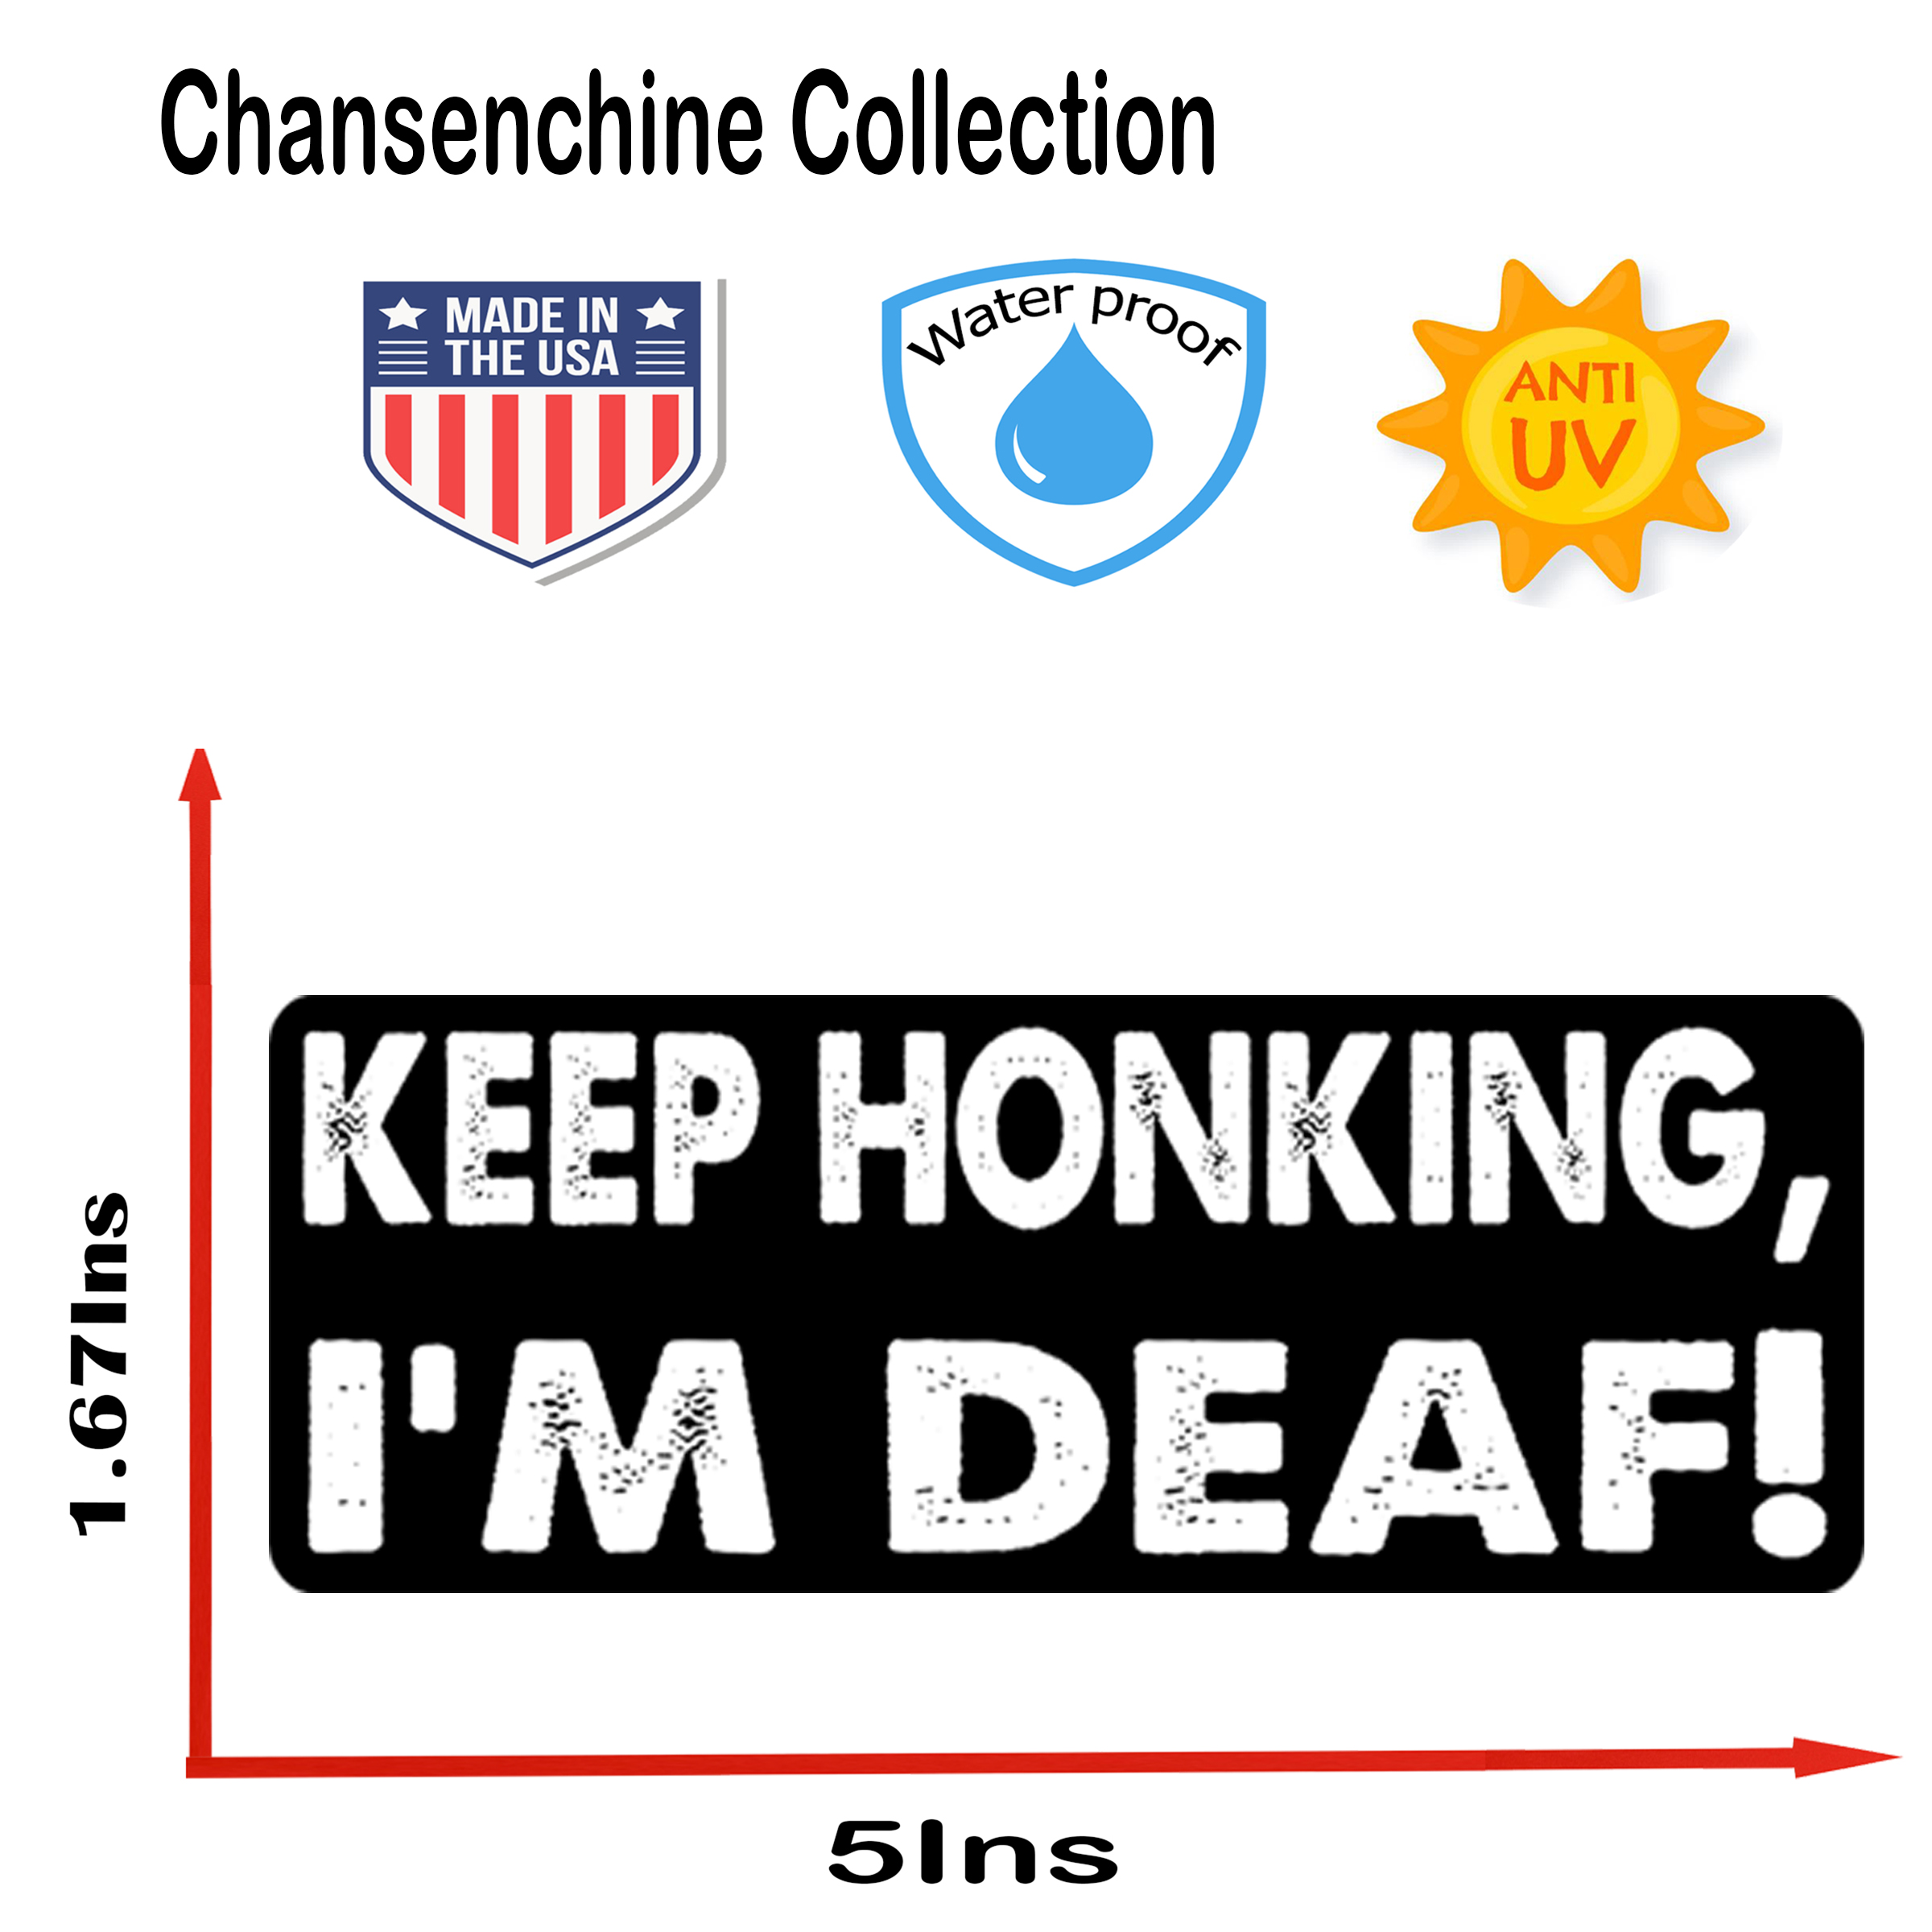 Chansenchine Collection
MADE IN
THE USA
Water proof
ANTI
UV
KEEP HONKING,
I'M DEAF!
1.67Ins
5Ins